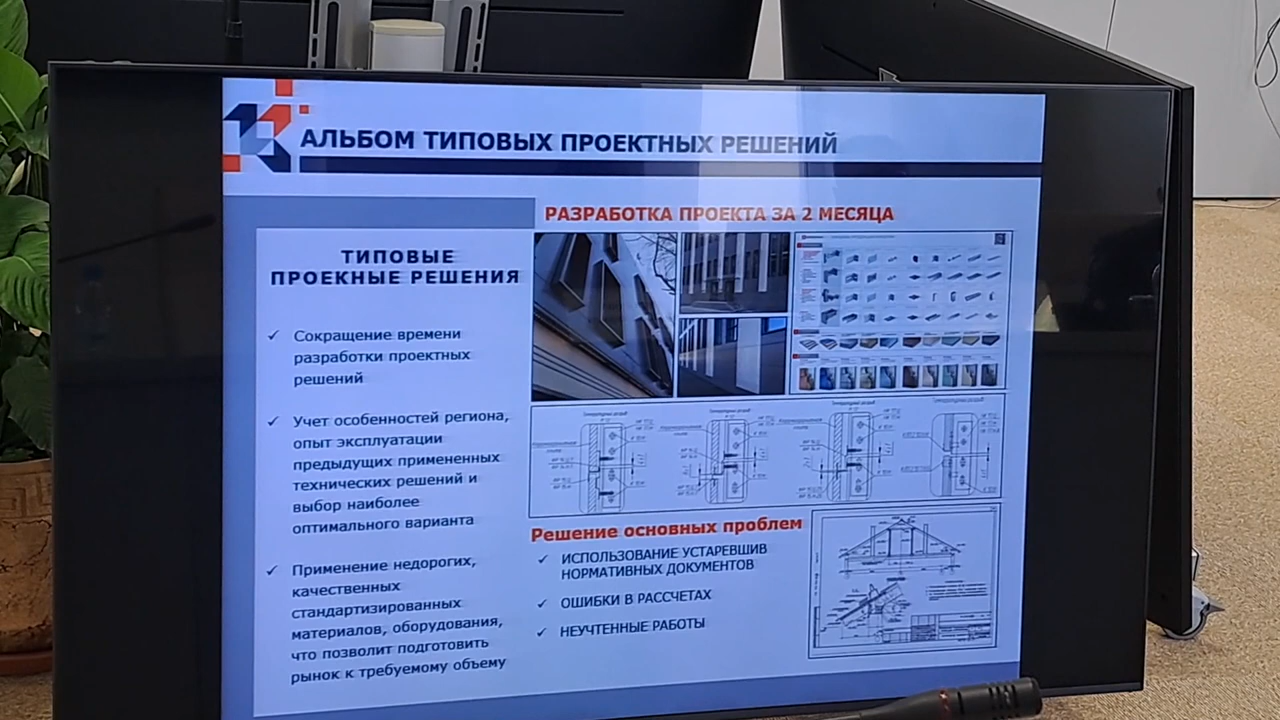 АЛЬБОМ ТИПОВЫХ ПРОЕКТНЫХ РЕШЕНИЙ
ТИПОВЫЕ
ПРОЕКНЫЕ РЕШЕНИЯ
✓ Сокращение времени
разработки проектных
решений
✓ Учет особенностей региона,
опыт эксплуатации
предыдущих примененных
технических решений и
выбор наиболее
оптимального варианта
✓ Применение недорогих,
качественных
стандартизированных
материалов, оборудования,
что позволит подготовить
рынок к требуемому объему
РАЗРАБОТКА ПРОЕКТА ЗА 2 МЕСЯЦА
Решение основных проблем
✓ ИСПОЛЬЗОВАНИЕ УСТАРЕВШИВ
НОРМАТИВНЫХ ДОКУМЕНТОВ
✓ ОШИБКИ В РАССЧЕТАХ
✓ НЕУЧТЕННЫЕ РАБОТЫ